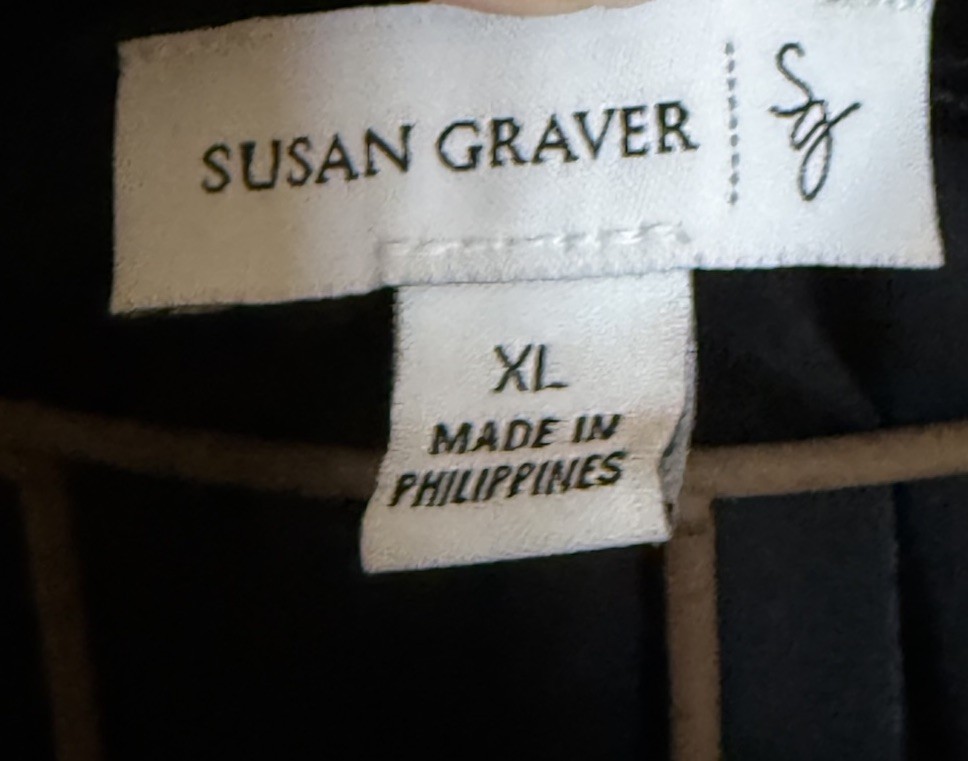 SUSAN GRAVER
Sg
XL
MADE IN
PHILIPPINES